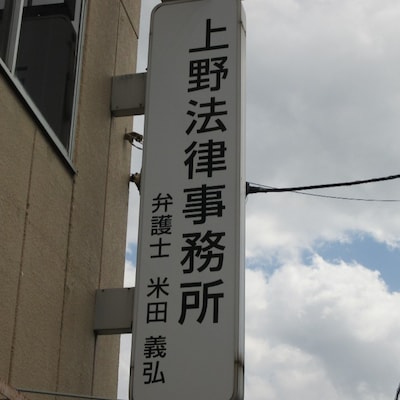 上野法律事務所
弁護士 米田 義弘